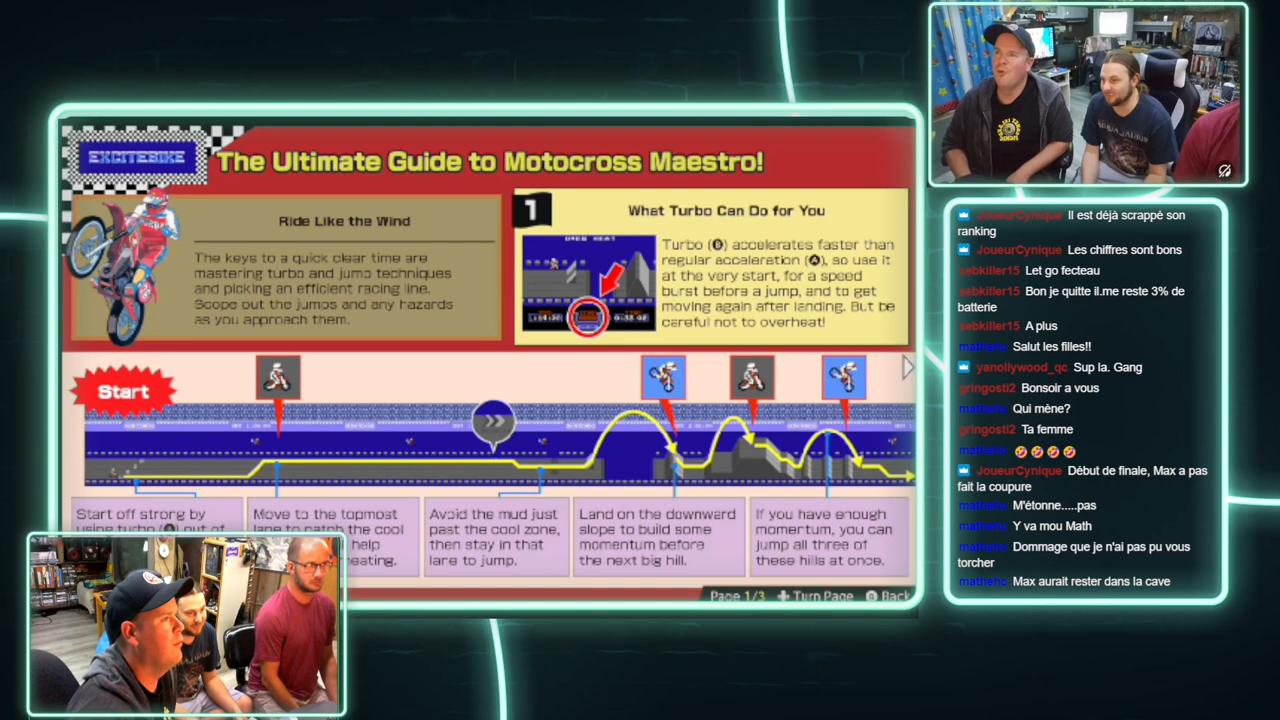 EXCITEBIKE
The Ultimate Guide to Motocross Maestro!
Ride Like the Wind
The keys to a quick clear time are
mastering turbo and jump techniques
and picking an efficient racing line.
Scope out the jumps and any hazards
as you approach them.
1
What Turbo Can Do for You
Turbo (B) accelerates faster than
regular acceleration (A), so use it
at the very start, for a speed
burst before a jump, and to get
moving again after landing. But be
careful not to overheat!
Start
Start off strong by
using turbo (B) out of
Move to the topmost
lane to catch the cool
help
heating.
Avoid the mud just
past the cool zone,
then stay in that
lane to jump.
Land on the downward
slope to build some
momentum before
the next big hill.
If you have enough
momentum, you can
jump all three of
these hills at once.
Page 1/3 Turn Page B Back
JoueurCynique Il est déjà scrappé son
ranking
JoueurCynique Les chiffres sont bons
sebkiller15 Let go fecteau
sebkiller15 Bon je quitte il.me reste 3% de
batterie
sebkiller15 A plus
mathehc Salut les filles!!
yanollywood_qc Sup la. Gang
gringosti2 Bonsoir a vous
mathehc Qui mène?
gringosti2 Ta femme
mathehc 🤣🤣🤣🤣
JoueurCynique Début de finale, Max a pas
fait la coupure
mathehc M'étonne.....pas
mathehc Y va mou Math
mathehc Dommage que je n'ai pas pu vous
torcher
mathehc Max aurait rester dans la cave